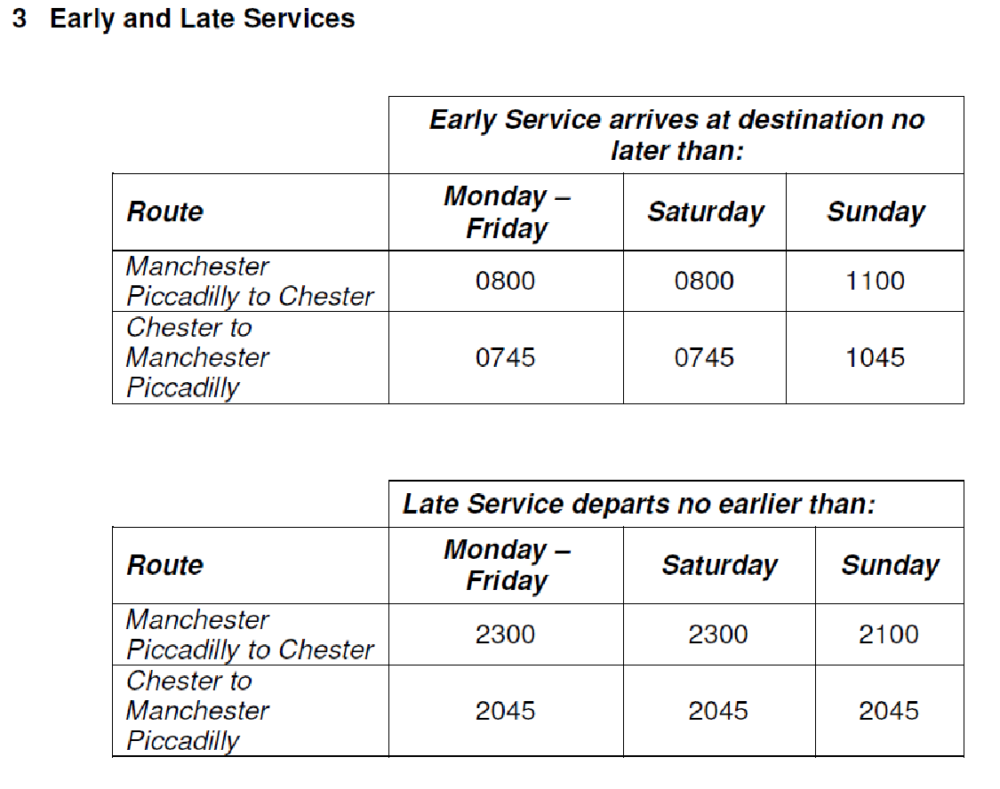 3 Early and Late Services
Early Service arrives at destination no
later than:
Route
Monday –
Friday
Saturday
Sunday
Manchester
Piccadilly to Chester
0800
0800
1100
Chester to
Manchester
Piccadilly
0745
0745
1045
Late Service departs no earlier than:
Route
Monday –
Friday
Saturday
Sunday
Manchester
Piccadilly to Chester
2300
2300
2100
Chester to
Manchester
Piccadilly
2045
2045
2045